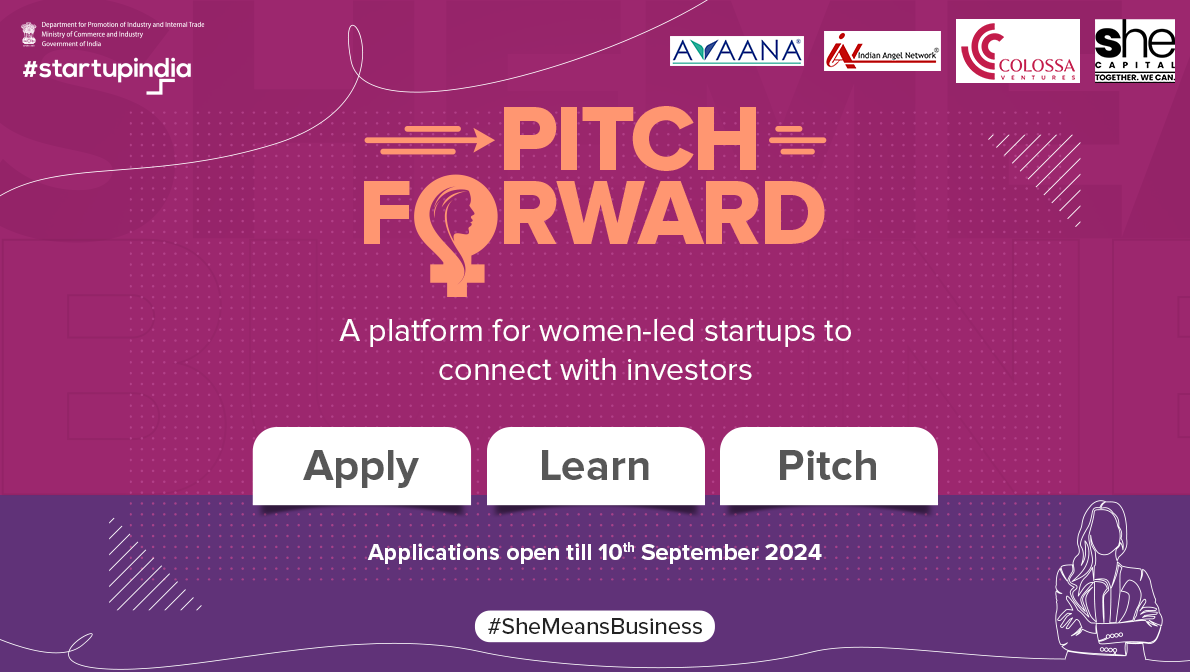 Department for Promotion of Industry and Internal Trade
Ministry of Commerce and Industry
Government of India
#startupindia
AVAANA®
Indian Angel Network®
COLOSSA
VENTURES
she
CAPITAL
TOGETHER. WE CAN.
PITCH
FORWARD
A platform for women-led startups to
connect with investors
Apply
Learn
Pitch
Applications open till 10th September 2024
#SheMeansBusiness